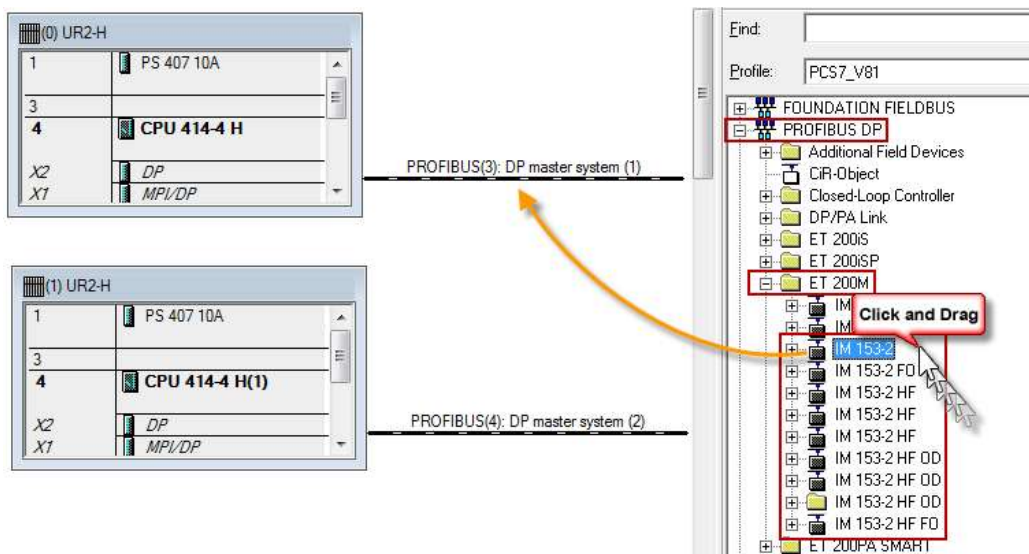 (0) UR2-H
1 PS 407 10A
3
4 CPU 414-4 H
X2 DP
X1 MPI/DP
PROFIBUS(3): DP master system (1)
(1) UR2-H
1 PS 407 10A
3
4 CPU 414-4 H(1)
X2 DP
X1 MPI/DP
PROFIBUS(4): DP master system (2)
Find:
Profile: PCS7_V81
FOUNDATION FIELDBUS
PROFIBUS DP
Additional Field Devices
CiR-Object
Closed-Loop Controller
DP/PA Link
ET 200iS
ET 200iSP
ET 200M
IM
Click and Drag
IM
IM 153-2
IM 153-2 FO
IM 153-2 HF
IM 153-2 HF
IM 153-2 HF
IM 153-2 HF OD
IM 153-2 HF OD
IM 153-2 HF OD
IM 153-2 HF FO
ET 200PA SMART